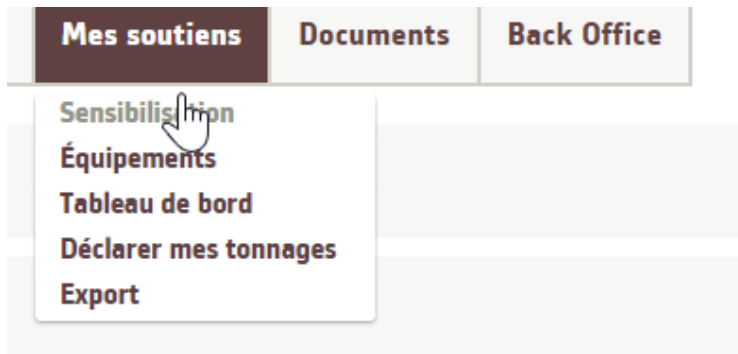 Mes soutiens Documents Back Office
Sensibilisation
Équipements
Tableau de bord
Déclarer mes tonnages
Export